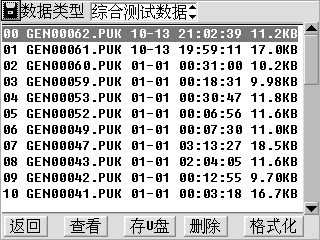 数据类型 综合测试数据
00 GEN00062.PUK 10-13 21:02:39 11.2KB
01 GEN00061.PUK 10-13 19:59:11 17.0KB
02 GEN00060.PUK 01-01 00:31:00 10.2KB
03 GEN00059.PUK 01-01 00:18:31 9.98KB
04 GEN00053.PUK 01-01 00:30:47 11.8KB
05 GEN00052.PUK 01-01 00:06:56 11.6KB
06 GEN00049.PUK 01-01 00:07:30 11.0KB
07 GEN00047.PUK 01-01 03:13:27 18.5KB
08 GEN00043.PUK 01-01 02:04:05 11.6KB
09 GEN00042.PUK 01-01 00:12:55 9.70KB
10 GEN00041.PUK 01-01 00:03:18 16.7KB
返回 查看 存U盘 删除 格式化